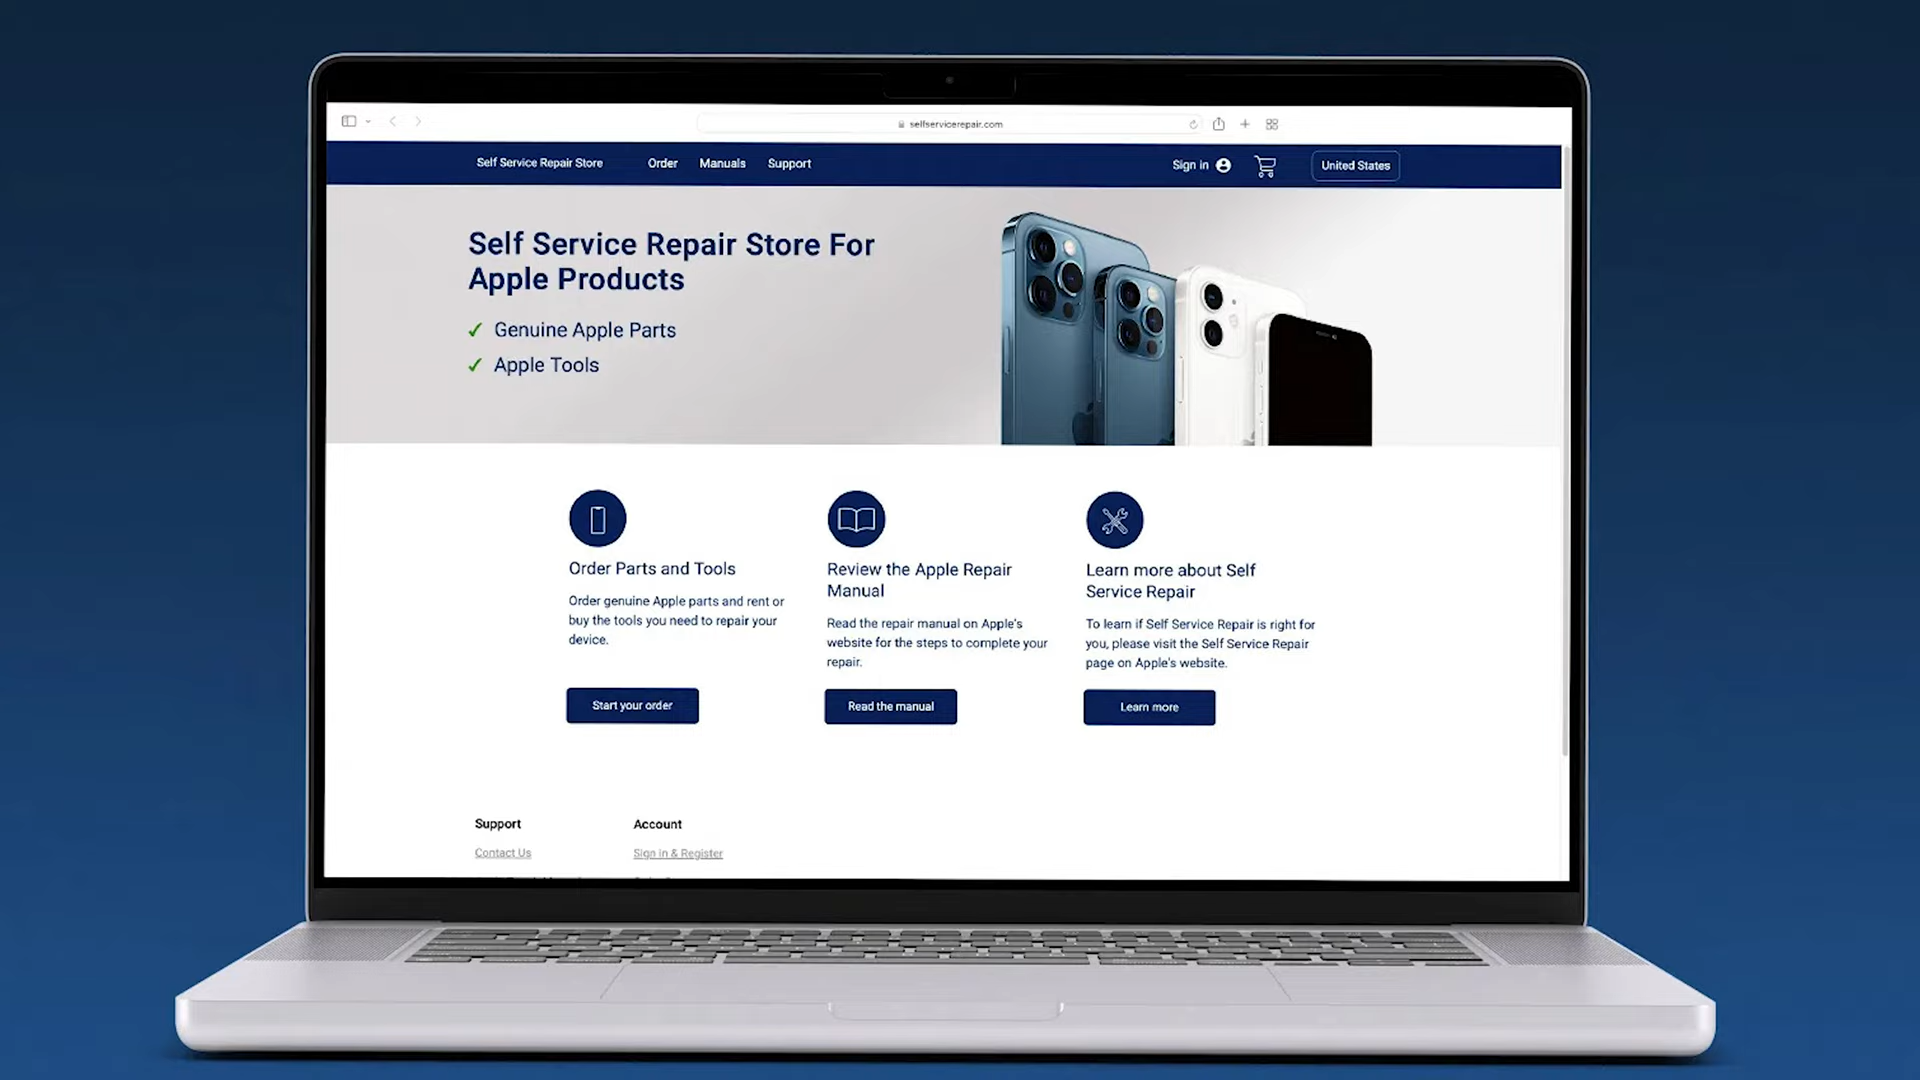 selfservicerepair.com
Self Service Repair Store Order Manuals Support Sign in United States
Self Service Repair Store For
Apple Products
✓ Genuine Apple Parts
✓ Apple Tools
Order Parts and Tools
Order genuine Apple parts and rent or
buy the tools you need to repair your
device.
Start your order
Review the Apple Repair
Manual
Read the repair manual on Apple's
website for the steps to complete your
repair.
Read the manual
Learn more about Self
Service Repair
To learn if Self Service Repair is right for
you, please visit the Self Service Repair
page on Apple's website.
Learn more
Support
Contact Us
Account
Sign in & Register